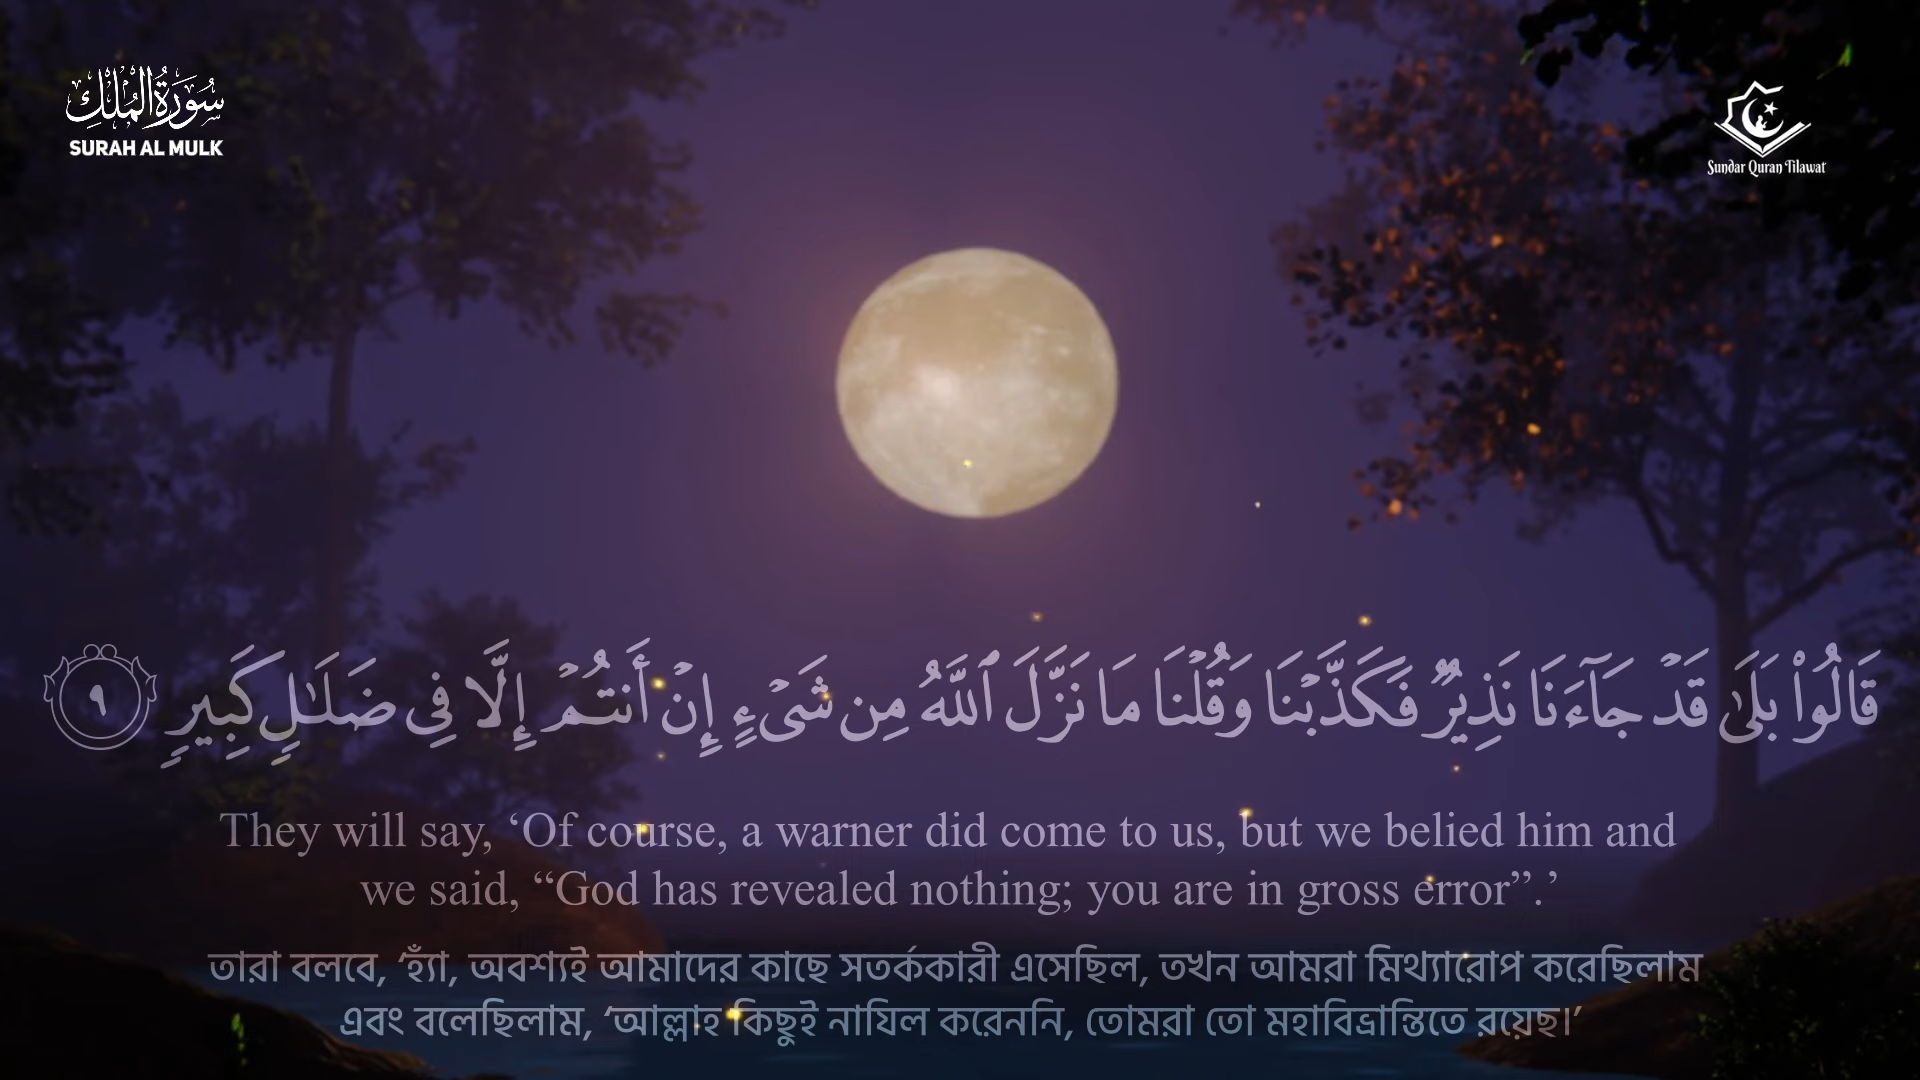 سُورَةُ الْمُلْكِ
SURAH AL MULK
Sundar Quran Tilawat
قَالُوا۟ بَلَىٰ قَدْ جَآءَنَا نَذِيرٌ فَكَذَّبْنَا وَقُلْنَا مَا نَزَّلَ ٱللَّهُ مِن شَىْءٍ إِنْ أَنتُمْ إِلَّا فِى ضَلَـٰلٍ كَبِيرٍ ٩
They will say, ‘Of course, a warner did come to us, but we belied him and
we said, “God has revealed nothing; you are in gross error”.’
তারা বলবে, ‘হ্যাঁ, অবশ্যই আমাদের কাছে সতর্ককারী এসেছিল, তখন আমরা মিথ্যারোপ করেছিলাম
এবং বলেছিলাম, ‘আল্লাহ কিছুই নাযিল করেননি, তোমরা তো মহাবিভ্রান্তিতে রয়েছ।’